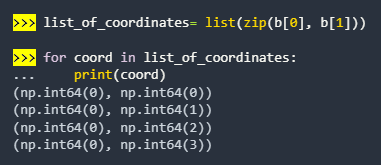 >>> list_of_coordinates= list(zip(b[0], b[1]))
>>> for coord in list_of_coordinates:
...     print(coord)
(np.int64(0), np.int64(0))
(np.int64(0), np.int64(1))
(np.int64(0), np.int64(2))
(np.int64(0), np.int64(3))